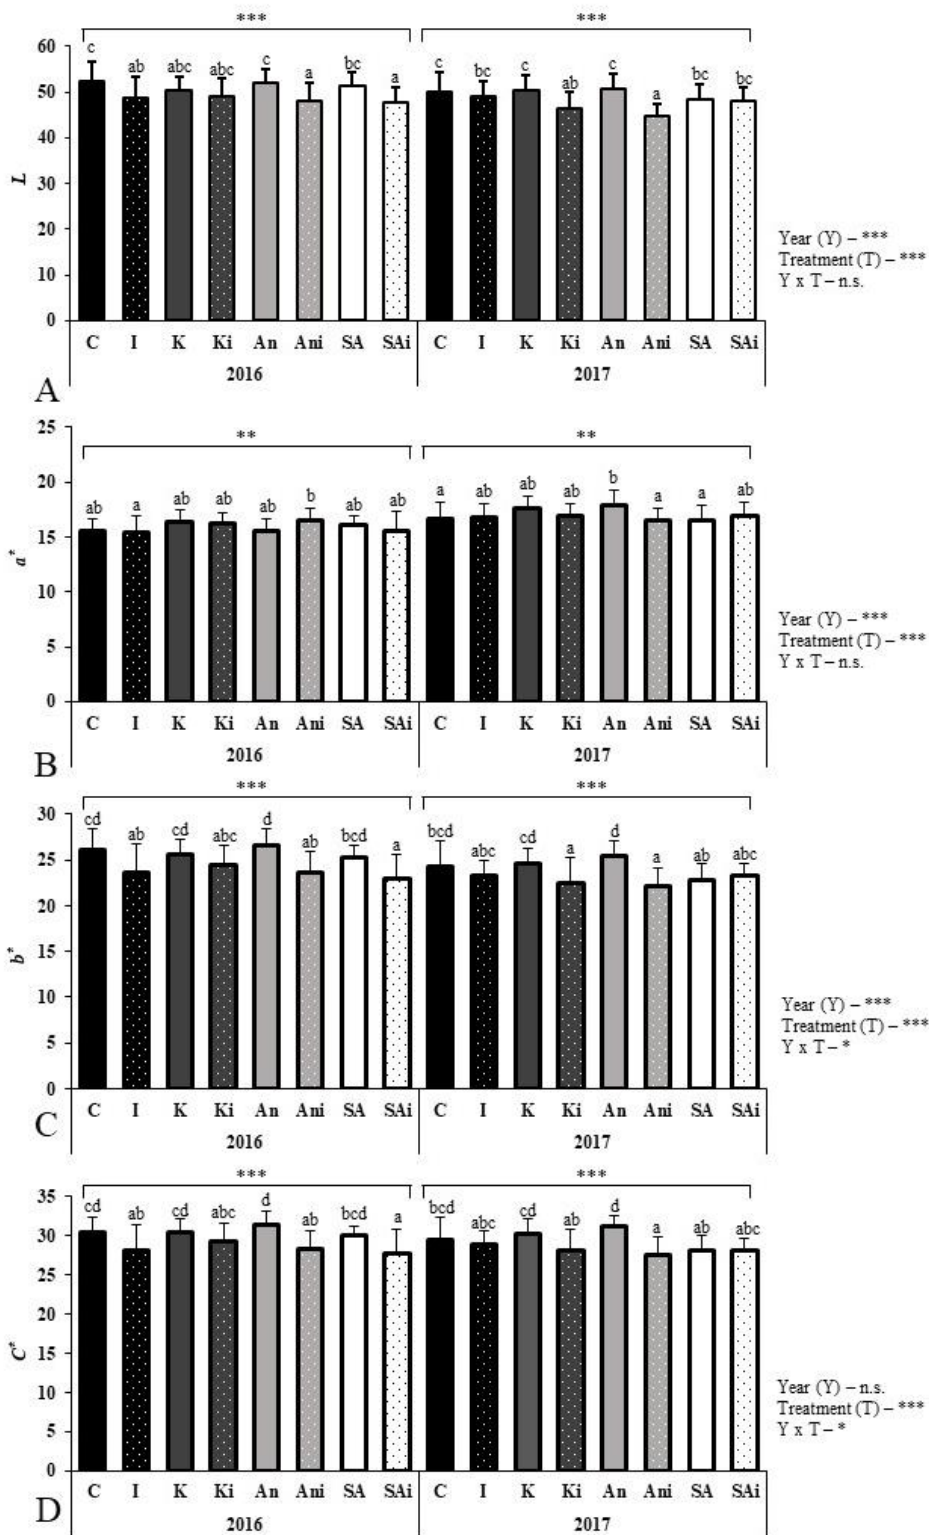 *** ***
60 c ab abc abc c a bc a c bc c ab c a bc bc
50
40
30
L
20
10
0
Year (Y) – ***
Treatment (T) – ***
Y x T – n.s.
C I K Ki An Ani SA SAi C I K Ki An Ani SA SAi
2016 2017
A
25
** **
20 ab a ab ab ab b ab ab a ab ab ab b a a ab
15
a*
10
5
0
Year (Y) – ***
Treatment (T) – ***
Y x T – n.s.
C I K Ki An Ani SA SAi C I K Ki An Ani SA SAi
2016 2017
B
*** ***
30 cd ab cd abc d ab bcd a bcd abc cd a d a ab abc
25
20
15
b*
10
5
0
Year (Y) – ***
Treatment (T) – ***
Y x T – *
C I K Ki An Ani SA SAi C I K Ki An Ani SA SAi
2016 2017
C
*** ***
35 cd ab cd abc d ab bcd a bcd abc cd ab d a ab abc
30
25
20
15
C*
10
5
0
Year (Y) – n.s.
Treatment (T) – ***
Y x T – *
C I K Ki An Ani SA SAi C I K Ki An Ani SA SAi
2016 2017
D